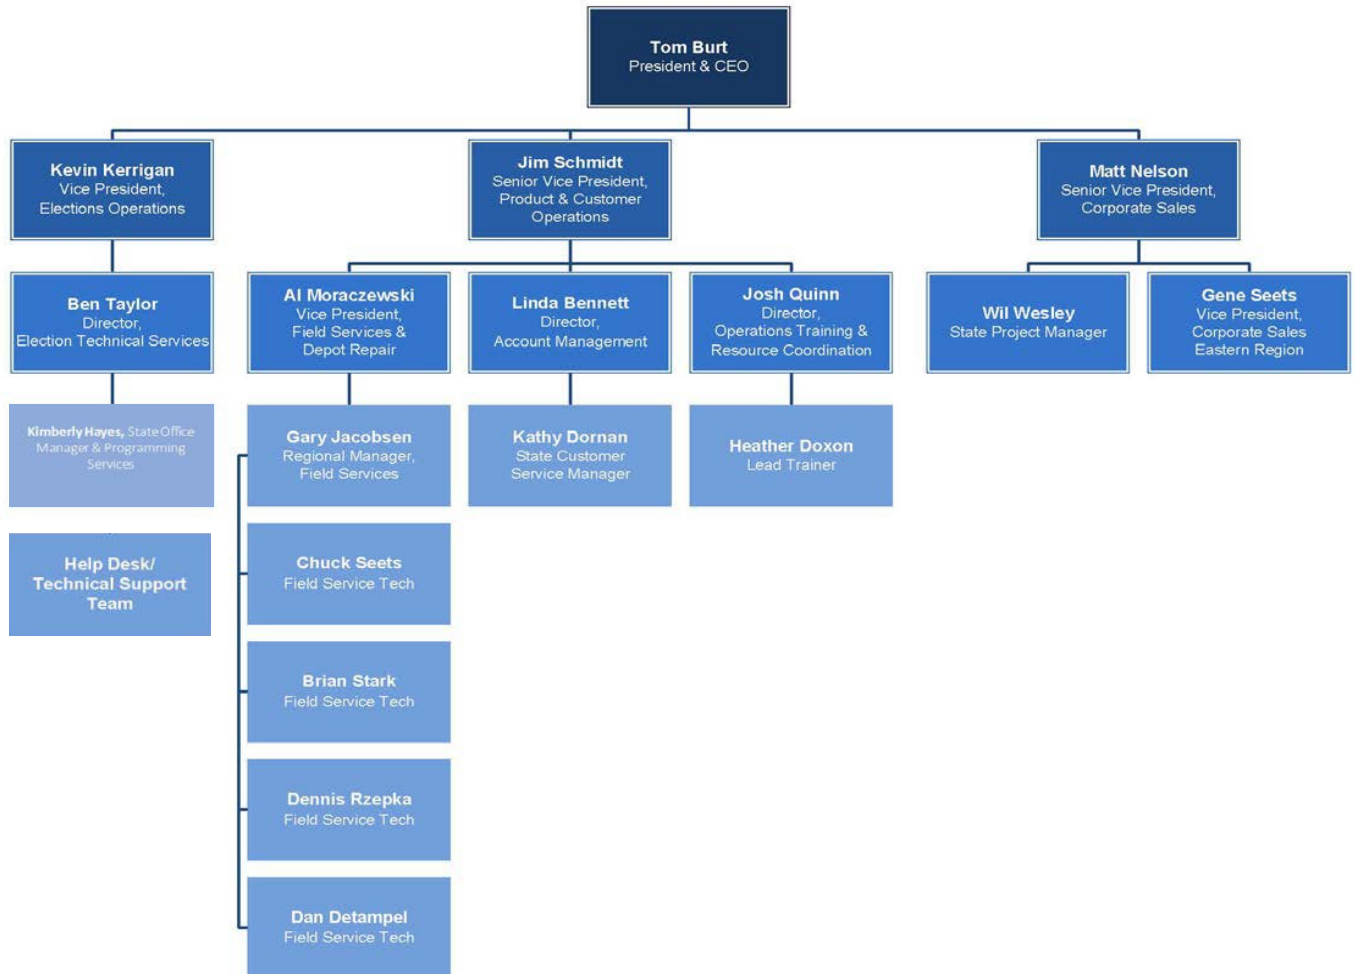 Tom Burt
President & CEO
Kevin Kerrigan
Vice President,
Elections Operations
Jim Schmidt
Senior Vice President,
Product & Customer
Operations
Matt Nelson
Senior Vice President,
Corporate Sales
Ben Taylor
Director,
Election Technical Services
Al Moraczewski
Vice President,
Field Services &
Depot Repair
Linda Bennett
Director,
Account Management
Josh Quinn
Director,
Operations Training &
Resource Coordination
Wil Wesley
State Project Manager
Gene Seets
Vice President,
Corporate Sales
Eastern Region
Kimberly Hayes, State Office
Manager & Programming
Services
Gary Jacobsen
Regional Manager,
Field Services
Kathy Dornan
State Customer
Service Manager
Heather Doxon
Lead Trainer
Help Desk/
Technical Support
Team
Chuck Seets
Field Service Tech
Brian Stark
Field Service Tech
Dennis Rzepka
Field Service Tech
Dan Detampel
Field Service Tech